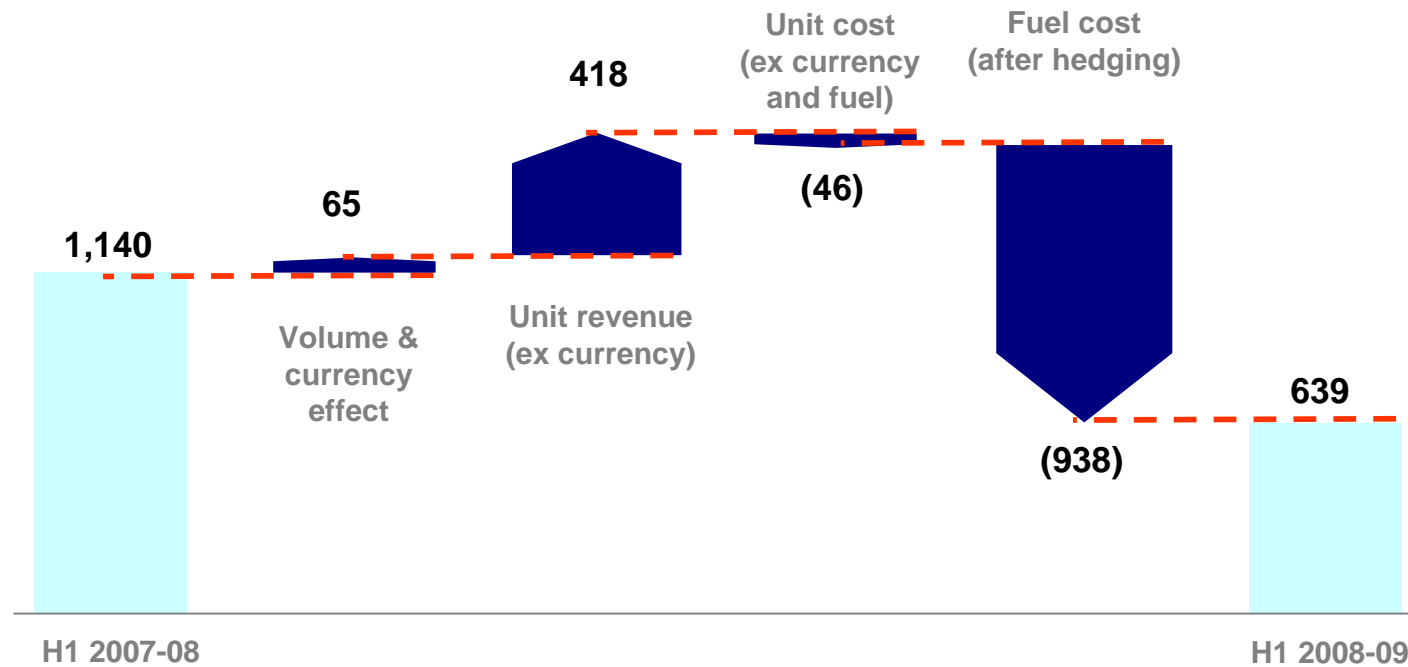 1,140
65
Volume &
currency
effect
418
Unit revenue
(ex currency)
Unit cost
(ex currency
and fuel)
(46)
Fuel cost
(after hedging)
(938)
639
H1 2007-08
H1 2008-09